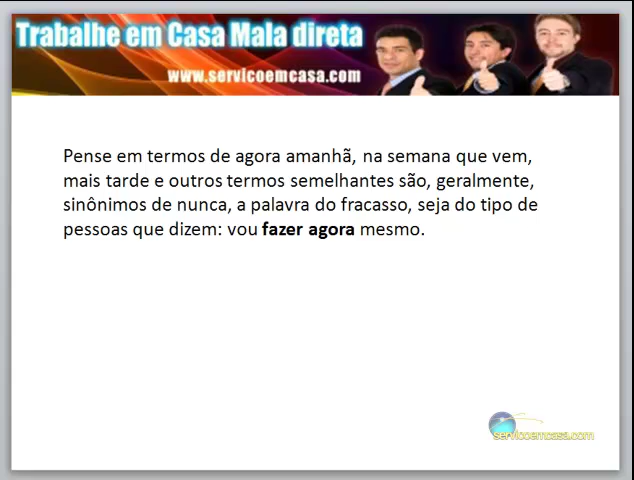 Trabalhe em Casa Mala direta
www.servicoemcasa.com
Pense em termos de agora amanhã, na semana que vem,
mais tarde e outros termos semelhantes são, geralmente,
sinônimos de nunca, a palavra do fracasso, seja do tipo de
pessoas que dizem: vou fazer agora mesmo.
servicoemcasa.com